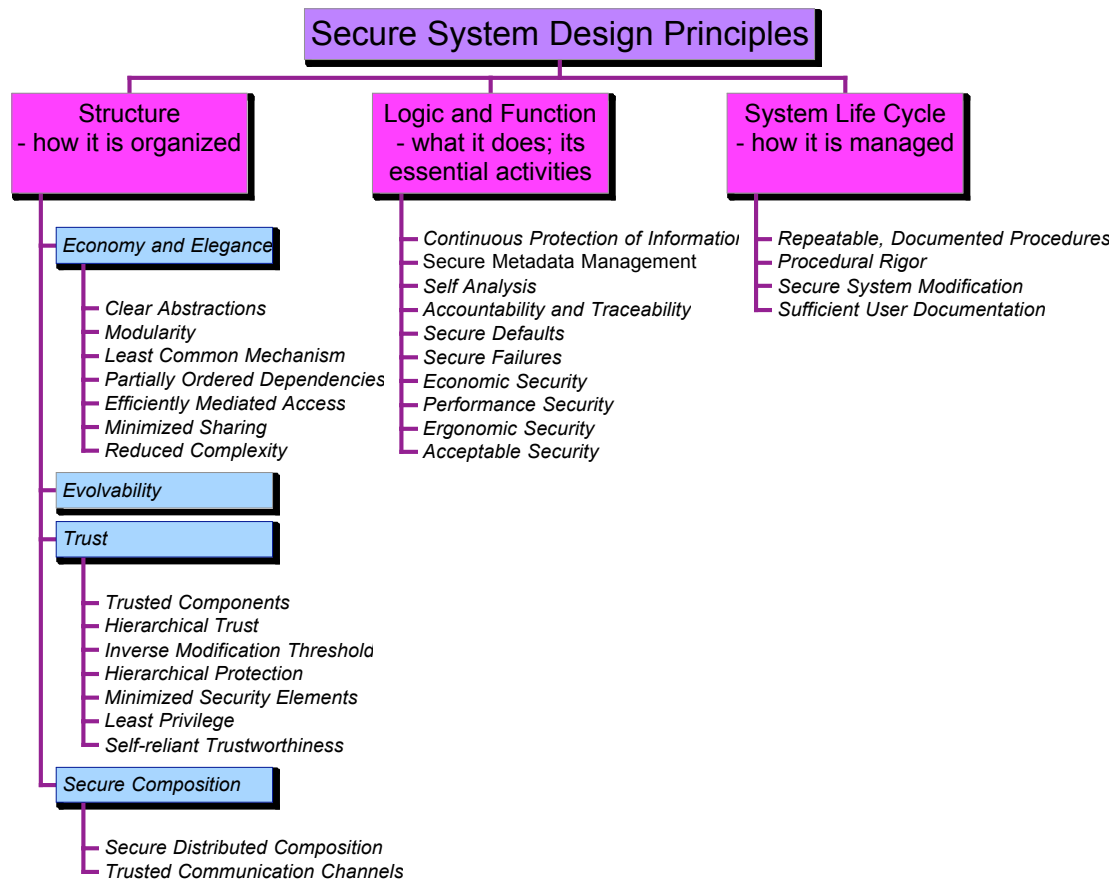 Secure System Design Principles
Structure
- how it is organized
Economy and Elegance
Clear Abstractions
Modularity
Least Common Mechanism
Partially Ordered Dependencies
Efficiently Mediated Access
Minimized Sharing
Reduced Complexity
Evolvability
Trust
Trusted Components
Hierarchical Trust
Inverse Modification Threshold
Hierarchical Protection
Minimized Security Elements
Least Privilege
Self-reliant Trustworthiness
Secure Composition
Secure Distributed Composition
Trusted Communication Channels
Logic and Function
- what it does; its
essential activities
Continuous Protection of Information
Secure Metadata Management
Self Analysis
Accountability and Traceability
Secure Defaults
Secure Failures
Economic Security
Performance Security
Ergonomic Security
Acceptable Security
System Life Cycle
- how it is managed
Repeatable, Documented Procedures
Procedural Rigor
Secure System Modification
Sufficient User Documentation